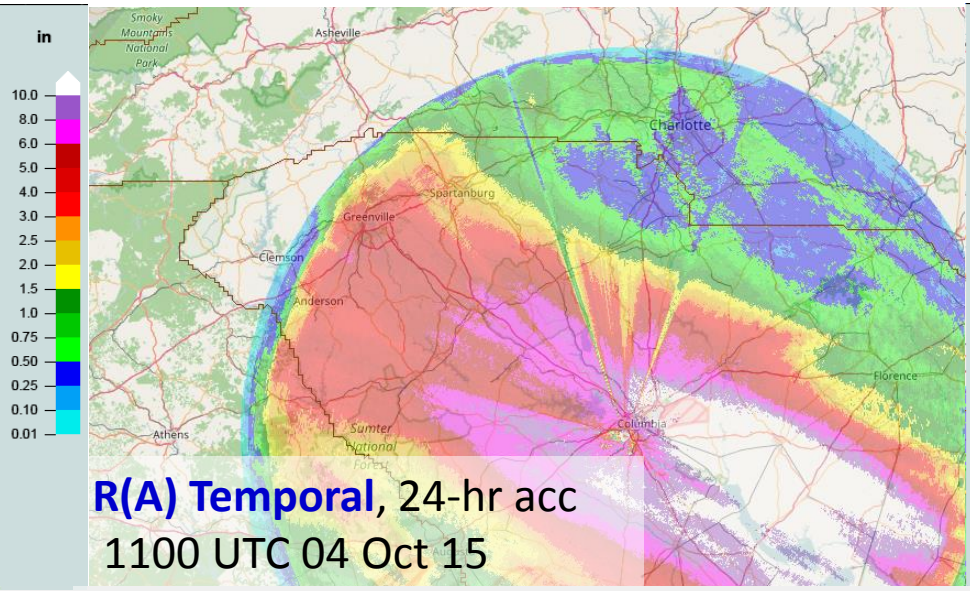 in
10.0
8.0
6.0
5.0
4.0
3.0
2.5
2.0
1.5
1.0
0.75
0.50
0.25
0.10
0.01
Smoky
Mountains
National
Park
Asheville
Charlotte
Spartanburg
Greenville
Clemson
Anderson
Florence
Columbia
Athens
Sumter
National
Forest
R(A) Temporal, 24-hr acc
1100 UTC 04 Oct 15